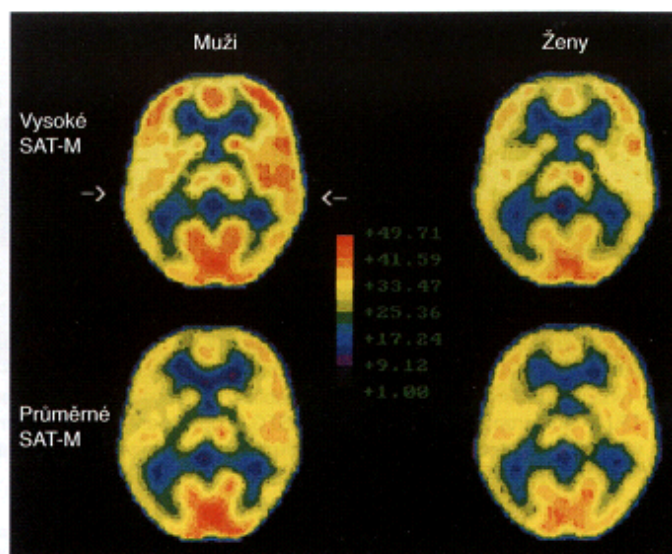 Muži
Ženy
Vysoké
SAT-M
->
<-
+49.71
+41.59
+33.47
+25.36
+17.24
+9.12
+1.00
Průměrné
SAT-M